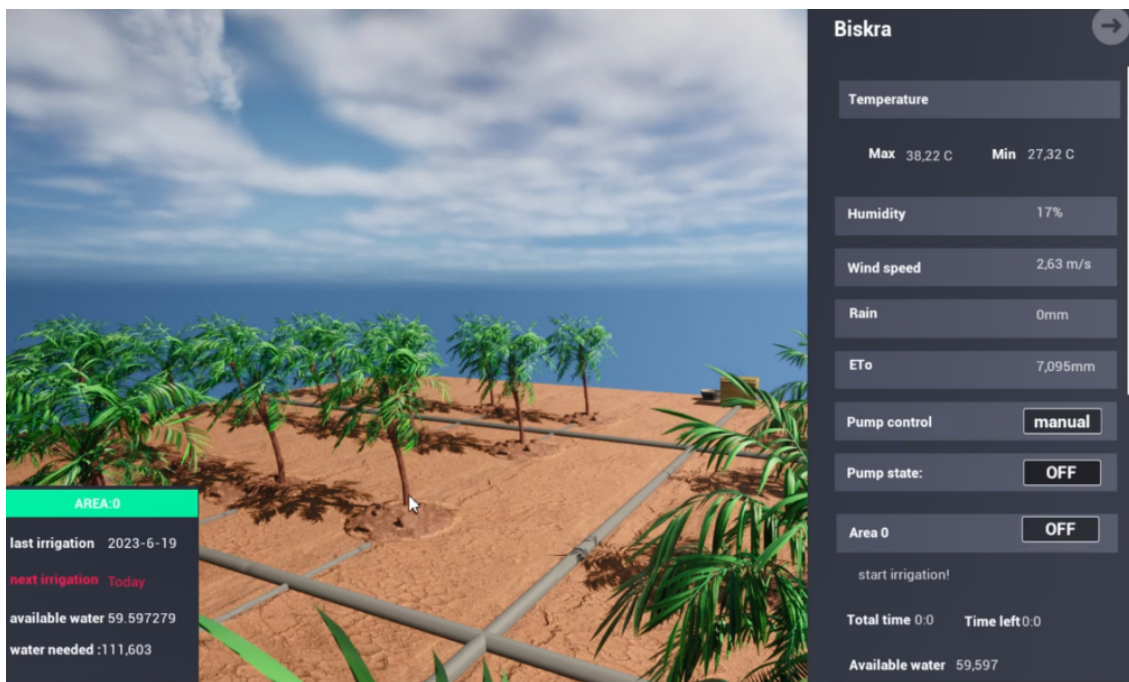 Biskra
Temperature
Max 38,22 C Min 27,32 C
Humidity 17%
Wind speed 2,63 m/s
Rain 0mm
ETo 7,095mm
Pump control manual
Pump state: OFF
Area 0 OFF
start irrigation!
Total time 0:0 Time left 0:0
Available water 59,597
AREA:0
last irrigation 2023-6-19
next irrigation Today
available water 59.597279
water needed :111,603